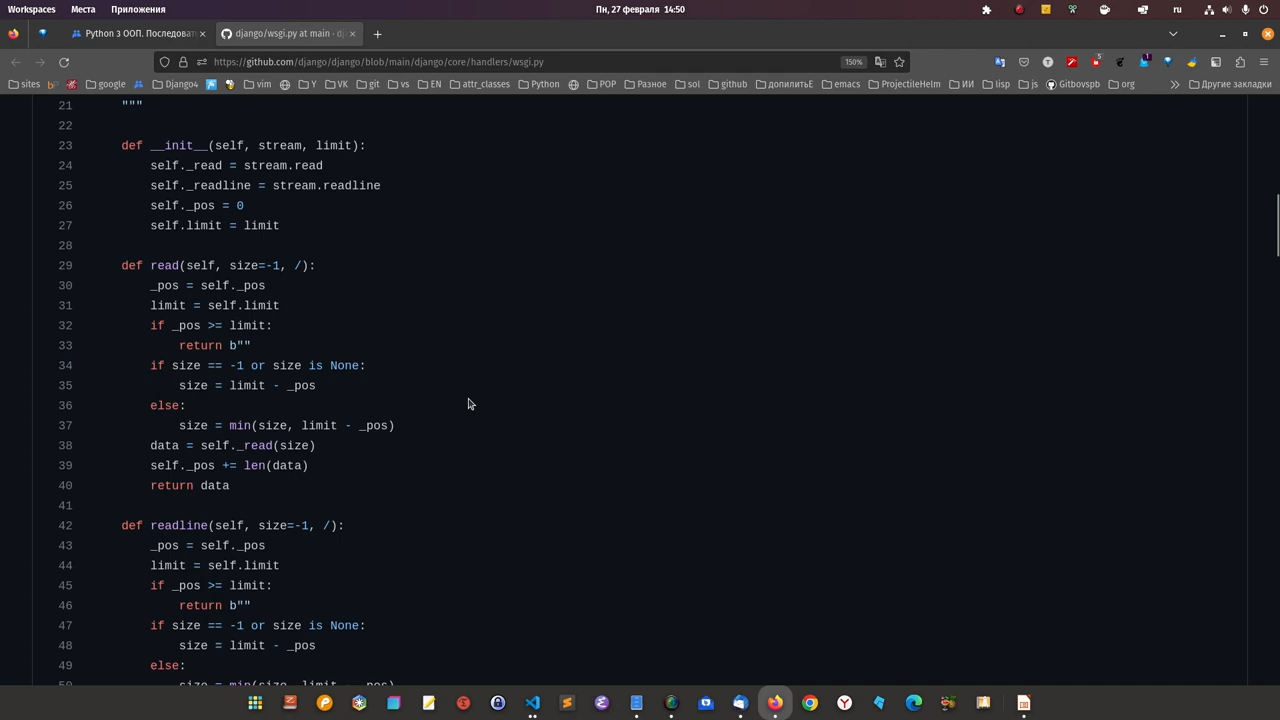 Workspaces Места Приложения Пн, 27 февраля 14:50 ru
Python 3 ООП. Последоват django/wsgi.py at main · dj
https://github.com/django/django/blob/main/django/core/handlers/wsgi.py 150%
sites google Django4 Y VK git vs EN attr_classes Python POP Разное sol github допилитьЕ emacs ProjectileHelm ИИ lisp js Gitbovspb org Другие закладки
vim
21 """
22
23 def __init__(self, stream, limit):
24 self._read = stream.read
25 self._readline = stream.readline
26 self._pos = 0
27 self.limit = limit
28
29 def read(self, size=-1, /):
30 _pos = self._pos
31 limit = self.limit
32 if _pos >= limit:
33 return b""
34 if size == -1 or size is None:
35 size = limit - _pos
36 else:
37 size = min(size, limit - _pos)
38 data = self._read(size)
39 self._pos += len(data)
40 return data
41
42 def readline(self, size=-1, /):
43 _pos = self._pos
44 limit = self.limit
45 if _pos >= limit:
46 return b""
47 if size == -1 or size is None:
48 size = limit - _pos
49 else:
50 size = min(size, limit - _pos)